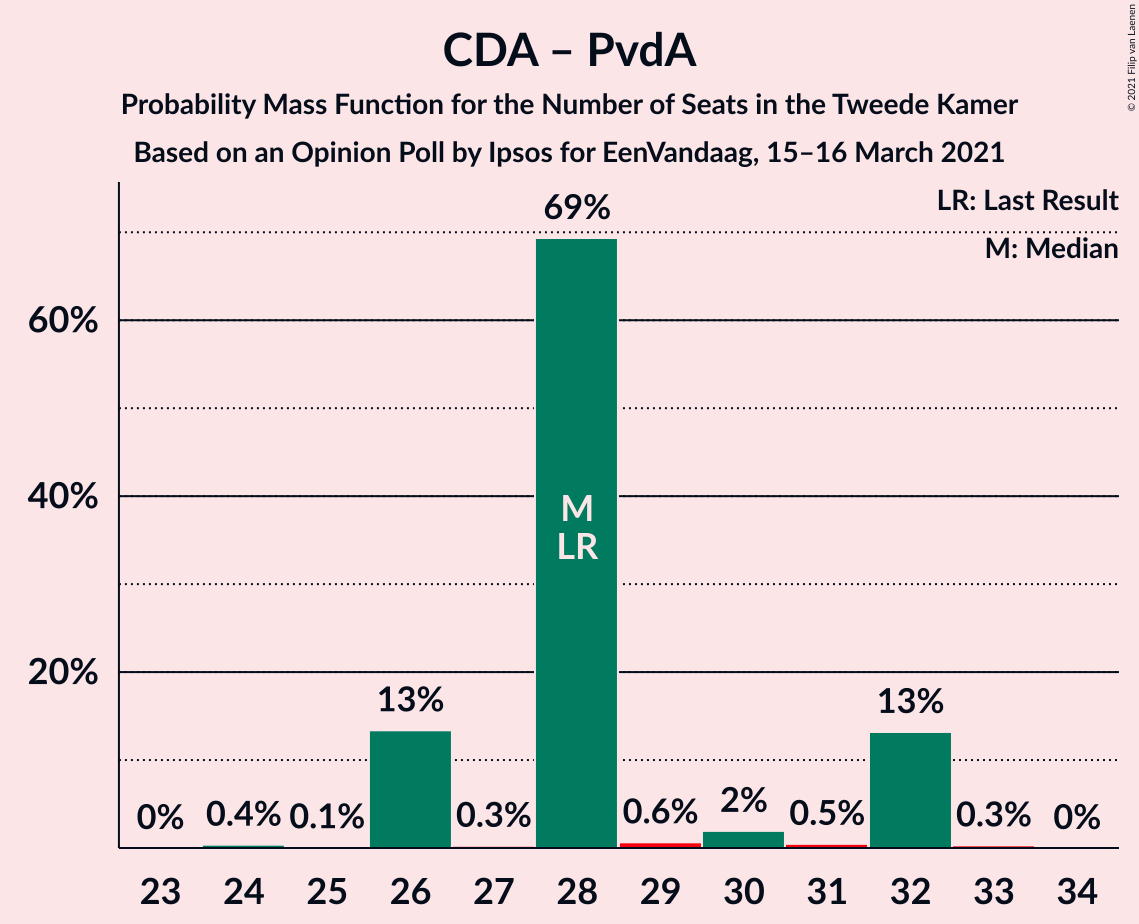 CDA – PvdA
Probability Mass Function for the Number of Seats in the Tweede Kamer
Based on an Opinion Poll by Ipsos for EenVandaag, 15–16 March 2021
© 2021 Filip van Laenen
LR: Last Result
M: Median
60%
40%
20%
0%
0.4%
0.1%
13%
0.3%
69%
M
LR
0.6%
2%
0.5%
13%
0.3%
0%
23 24 25 26 27 28 29 30 31 32 33 34